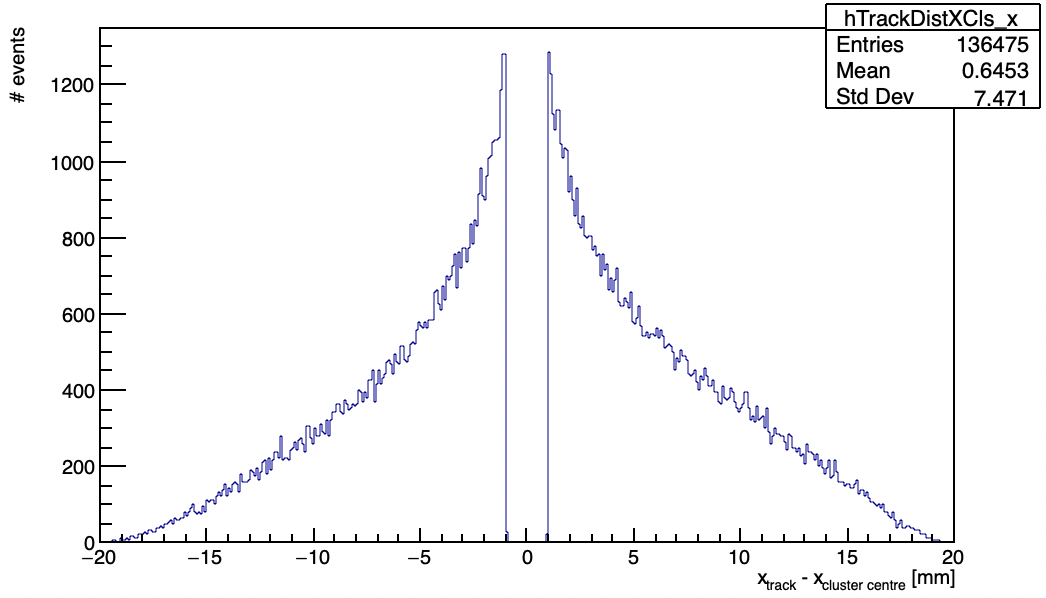 hTrackDistXCls_x
Entries 136475
Mean 0.6453
Std Dev 7.471
# events
1200
1000
800
600
400
200
0
−20 −15 −10 −5 0 5 10 15 20
xtrack - xcluster centre [mm]